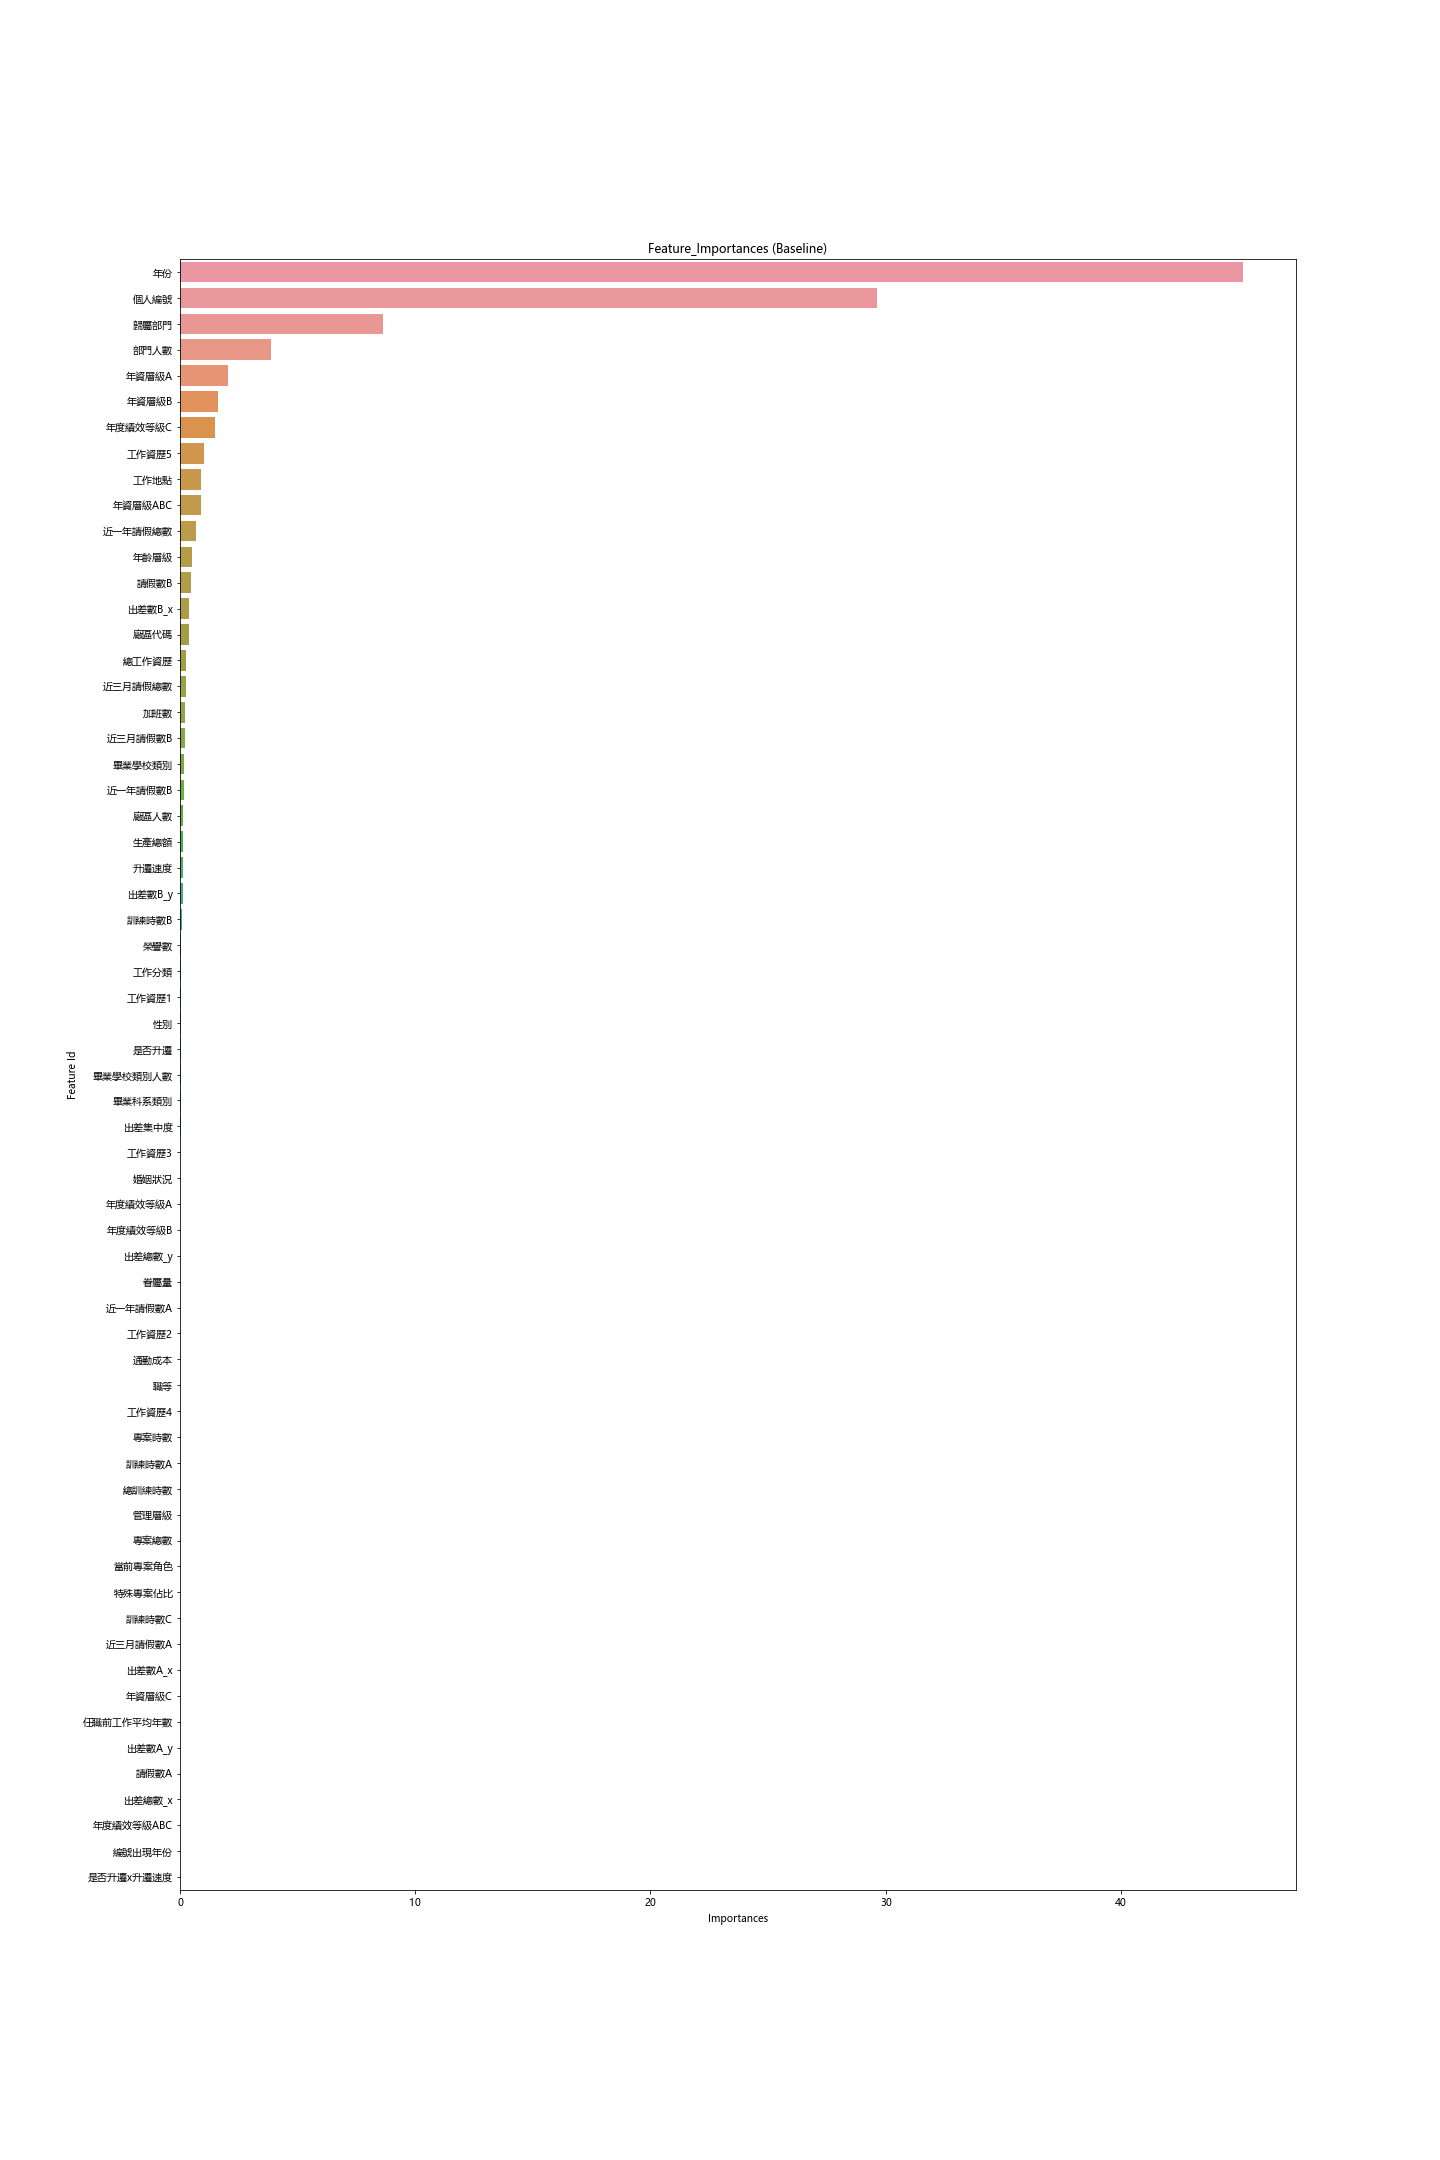 Feature_Importances (Baseline)
年份
個人編號
歸屬部門
部門人數
年資層級A
年資層級B
年度績效等級C
工作資歷5
工作地點
年資層級ABC
近一年請假總數
年齡層級
請假數B
出差數B_x
廠區代碼
總工作資歷
近三月請假總數
加班數
近三月請假數B
畢業學校類別
近一年請假數B
廠區人數
生產總額
升遷速度
出差數B_y
訓練時數B
榮譽數
工作分類
工作資歷1
性別
是否升遷
畢業學校類別人數
畢業科系類別
出差集中度
工作資歷3
婚姻狀況
年度績效等級A
年度績效等級B
出差總數_y
眷屬量
近一年請假數A
工作資歷2
通勤成本
職等
工作資歷4
專案時數
訓練時數A
總訓練時數
管理層級
專案總數
當前專案角色
特殊專案佔比
訓練時數C
近三月請假數A
出差數A_x
年資層級C
任職前工作平均年數
出差數A_y
請假數A
出差總數_x
年度績效等級ABC
編號出現年份
是否升遷x升遷速度
Feature Id
0 10 20 30 40
Importances